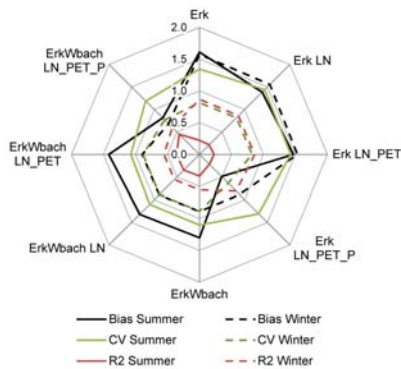 Erk
2.0
1.5
1.0
0.5
0.0
Erk LN
Erk LN_PET
Erk
LN_PET_P
ErkWbach
ErkWbach LN
ErkWbach
LN_PET
ErkWbach
LN_PET_P
Bias Summer
Bias Winter
CV Summer
CV Winter
R2 Summer
R2 Winter